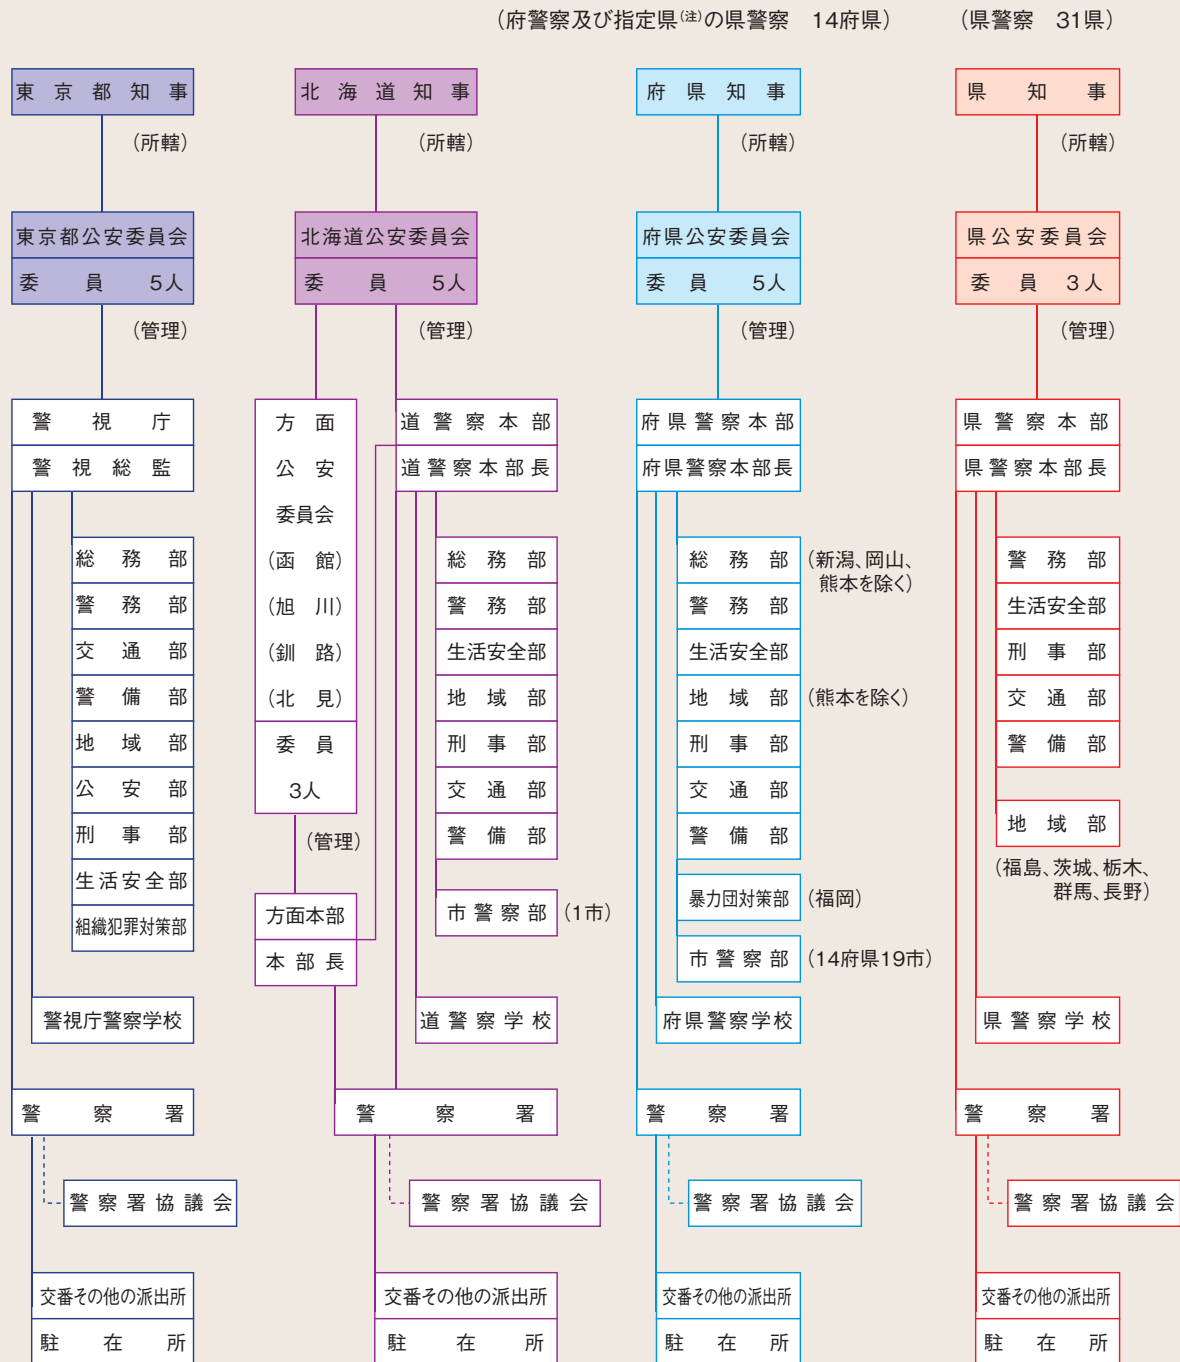 (府警察及び指定県(注)の県警察 14府県)
(県警察 31県)
東京都知事
(所轄)
東京都公安委員会
委員 5人
(管理)
警視庁
警視総監
総務部
警務部
交通部
警備部
地域部
公安部
刑事部
生活安全部
組織犯罪対策部
警視庁警察学校
警察署
警察署協議会
交番その他の派出所
駐在所
北海道知事
(所轄)
北海道公安委員会
委員 5人
(管理)
方面
公安
委員会
(函館)
(旭川)
(釧路)
(北見)
委員
3人
(管理)
方面本部
本部長
道警察本部
道警察本部長
総務部
警務部
生活安全部
地域部
刑事部
交通部
警備部
市警察部
(1市)
道警察学校
警察署
警察署協議会
交番その他の派出所
駐在所
府県知事
(所轄)
府県公安委員会
委員 5人
(管理)
府県警察本部
府県警察本部長
総務部
(新潟、岡山、
熊本を除く)
警務部
生活安全部
地域部
(熊本を除く)
刑事部
交通部
警備部
暴力団対策部
(福岡)
市警察部
(14府県19市)
府県警察学校
警察署
警察署協議会
交番その他の派出所
駐在所
県知事
(所轄)
県公安委員会
委員 3人
(管理)
県警察本部
県警察本部長
警務部
生活安全部
刑事部
交通部
警備部
地域部
(福島、茨城、栃木、
群馬、長野)
県警察学校
警察署
警察署協議会
交番その他の派出所
駐在所